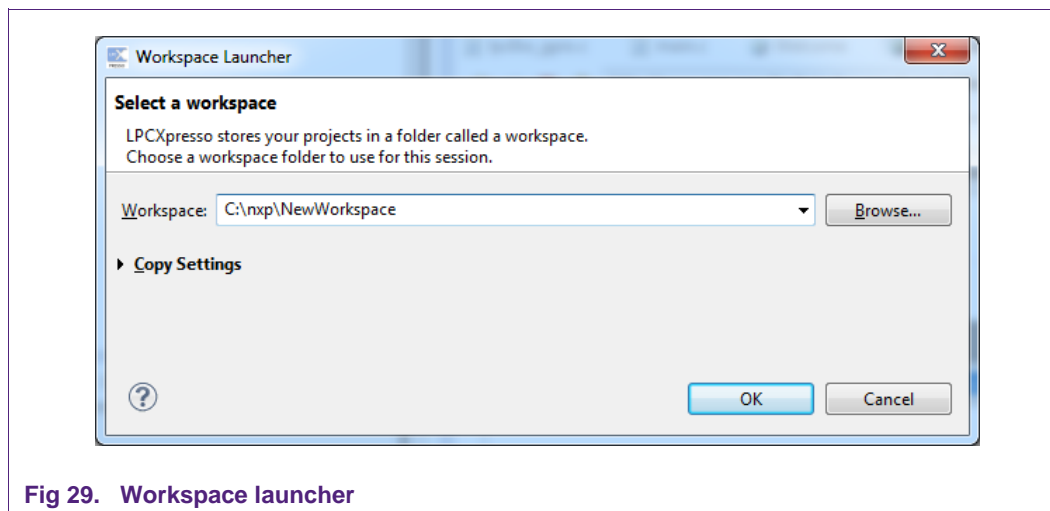 Workspace Launcher
Select a workspace
LPCXpresso stores your projects in a folder called a workspace.
Choose a workspace folder to use for this session.
Workspace: C:\nxp\NewWorkspace Browse...
Copy Settings
? OK Cancel
Fig 29. Workspace launcher